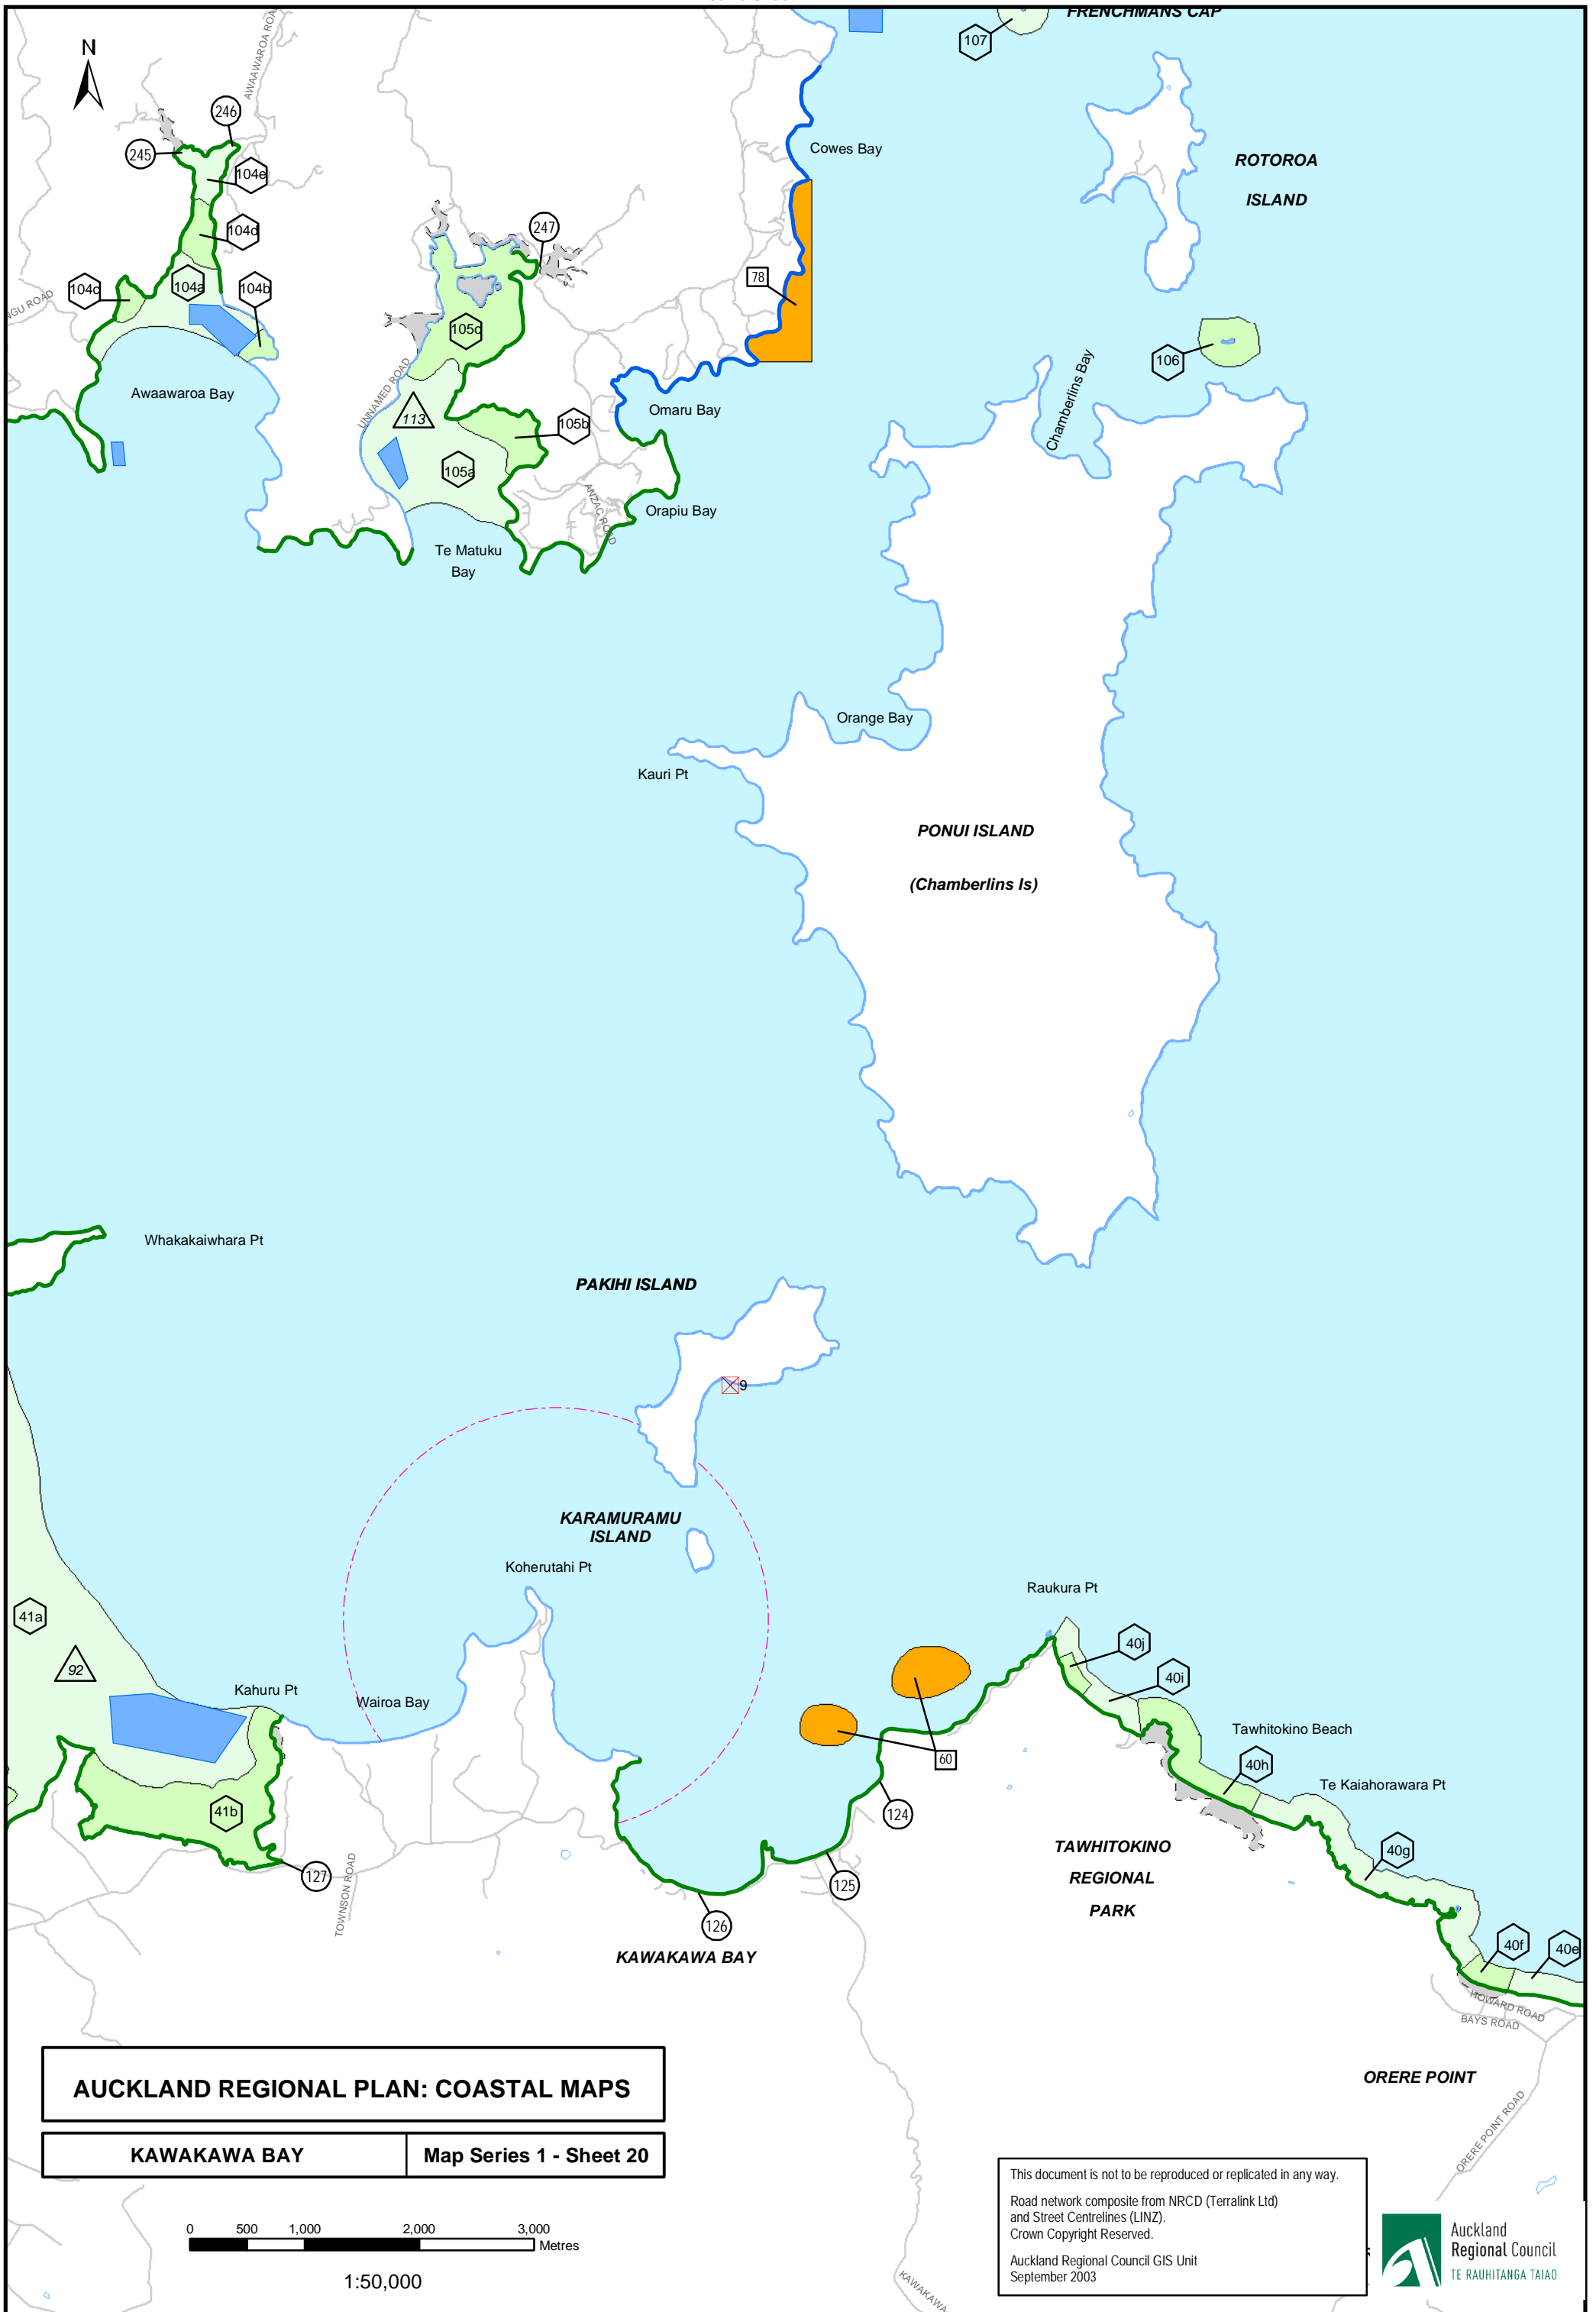 FRENCHMANS CAP
107
N
AWAAWAROA ROA
246
245
104e
Cowes Bay
ROTOROA
ISLAND
104d
247
104c
104a
104b
78
NGU ROAD
105c
106
Chamberlins Bay
UNNAMED ROAD
Awaawaroa Bay
113
Omaru Bay
105b
105a
ANZAC ROAD
Orapiu Bay
Te Matuku
Bay
Orange Bay
Kauri Pt
PONUI ISLAND
(Chamberlins Is)
Whakakaiwhara Pt
PAKIHI ISLAND
9
KARAMURAMU
ISLAND
Koherutahi Pt
Raukura Pt
41a
40j
92
40i
Kahuru Pt
Wairoa Bay
Tawhitokino Beach
60
40h
Te Kaiahorawara Pt
41b
124
TAWHITOKINO
REGIONAL
PARK
40g
127
TOWNSON ROAD
125
126
KAWAKAWA BAY
40f
40e
HOWARD ROAD
BAYS ROAD
ORERE POINT
ORERE POINT ROAD
AUCKLAND REGIONAL PLAN: COASTAL MAPS
KAWAKAWA BAY
Map Series 1 - Sheet 20
0 500 1,000 2,000 3,000
Metres
1:50,000
KAWAKAWA
This document is not to be reproduced or replicated in any way.
Road network composite from NRCD (Terralink Ltd)
and Street Centrelines (LINZ).
Crown Copyright Reserved.
Auckland Regional Council GIS Unit
September 2003
Auckland
Regional Council
TE RAUHITANGA TAIAO